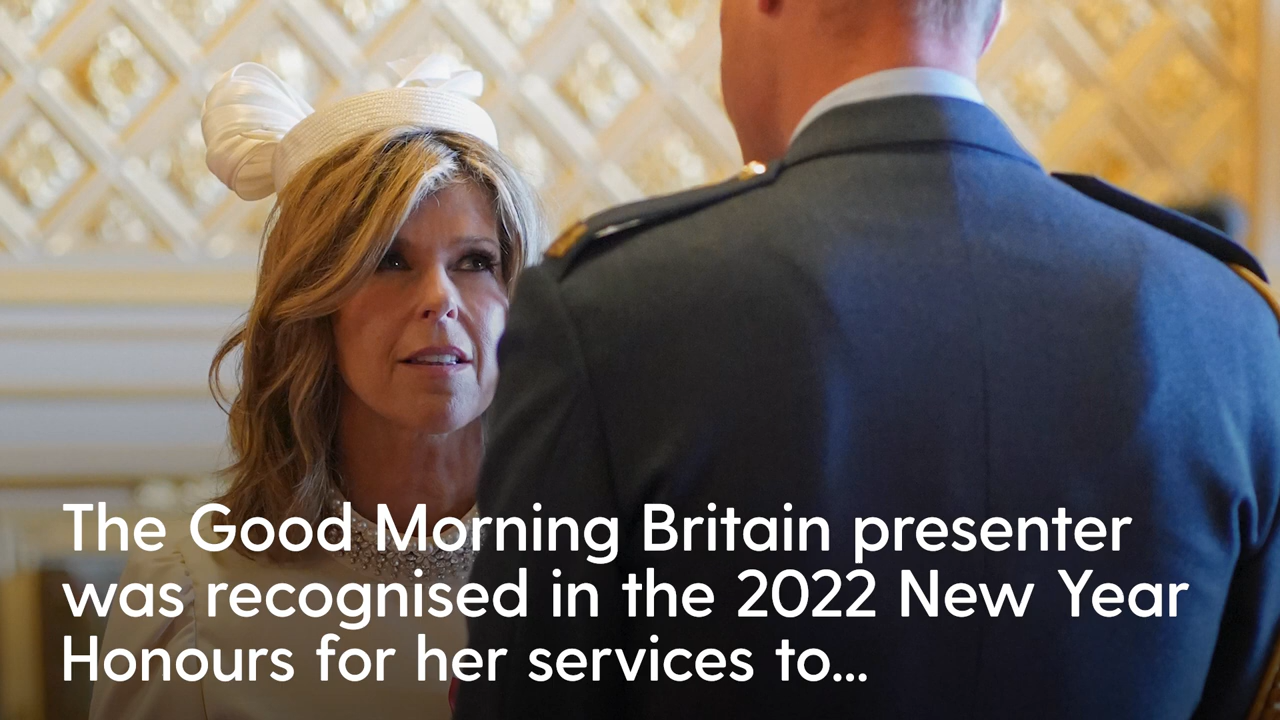 The Good Morning Britain presenter
was recognised in the 2022 New Year
Honours for her services to...